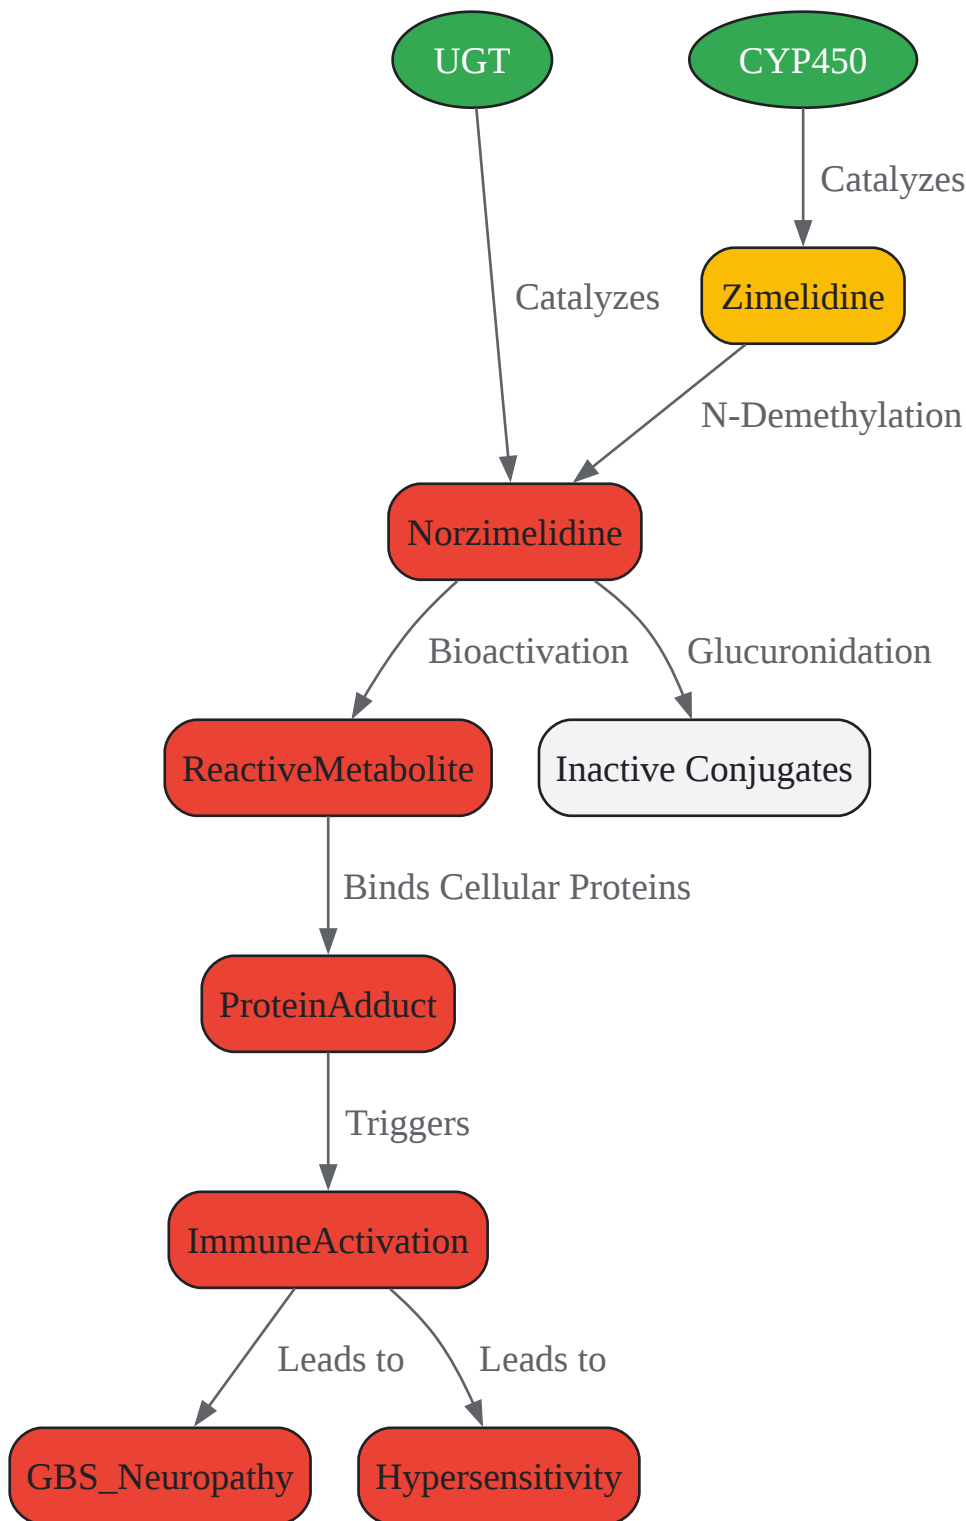 UGT
CYP450
Catalyzes
Catalyzes
Zimelidine
N-Demethylation
Norzimelidine
Bioactivation
Glucuronidation
ReactiveMetabolite
Inactive Conjugates
Binds Cellular Proteins
ProteinAdduct
Triggers
ImmuneActivation
Leads to
Leads to
GBS_Neuropathy
Hypersensitivity